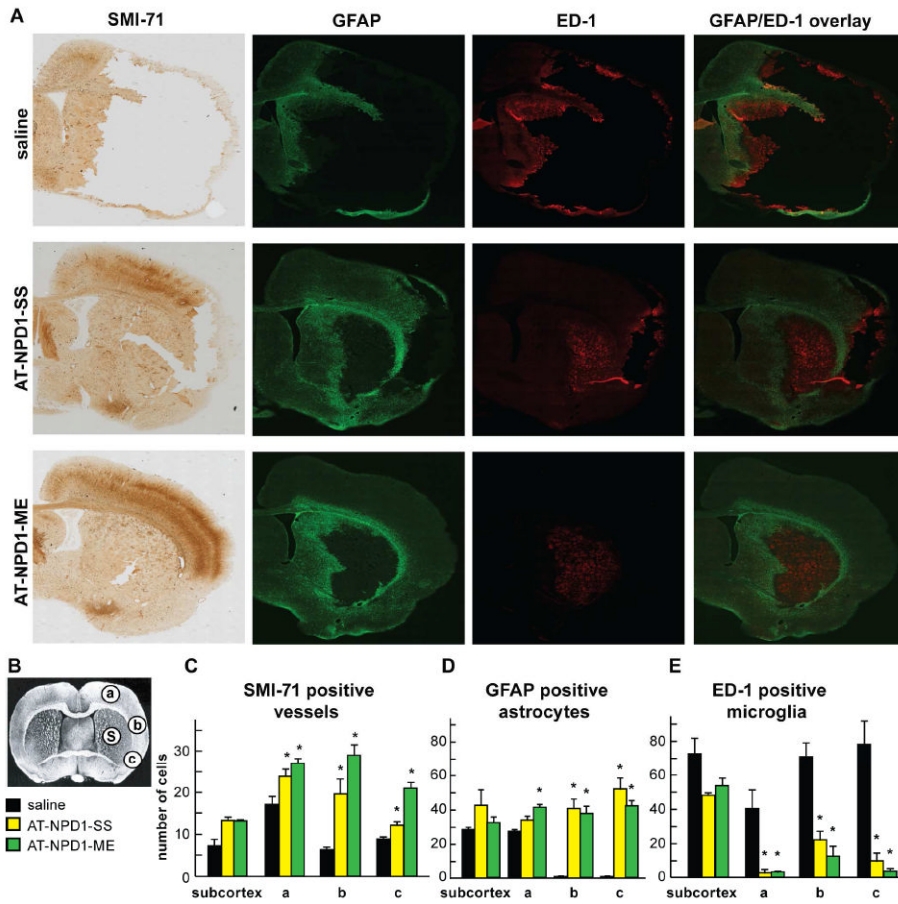 A
SMI-71 GFAP ED-1 GFAP/ED-1 overlay
saline
AT-NPD1-SS
AT-NPD1-ME
B
a
b
S
c
saline
AT-NPD1-SS
AT-NPD1-ME
C
SMI-71 positive
vessels
number of cells
30
20
10
0
* * * * * *
subcortex a b c
D
GFAP positive
astrocytes
80
60
40
20
0
* * * * *
subcortex a b c
E
ED-1 positive
microglia
80
60
40
20
0
* * * * * *
subcortex a b c